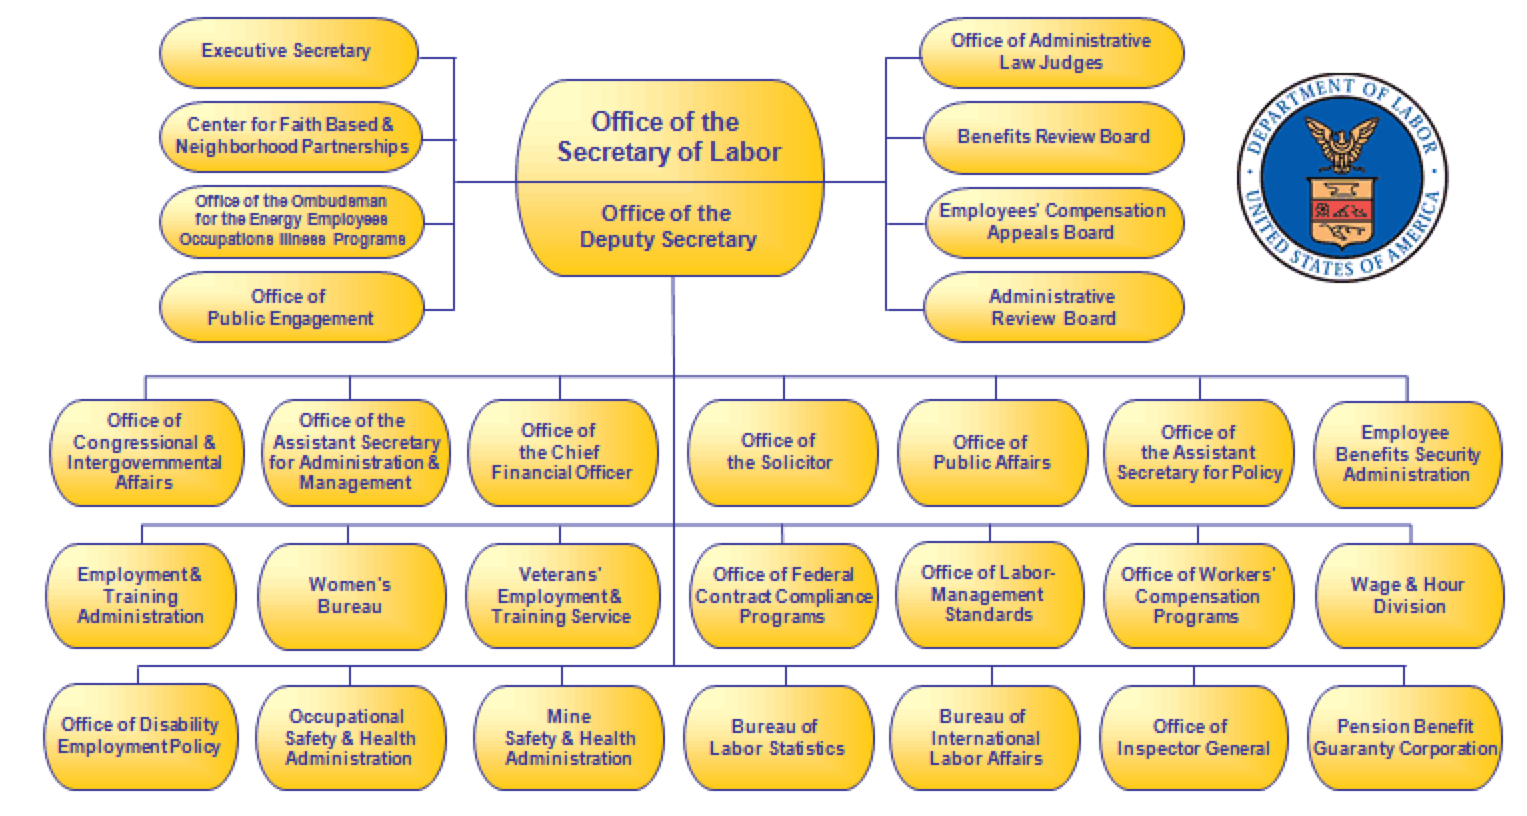 Executive Secretary
Center for Faith Based &
Neighborhood Partnerships
Office of the Ombudsman
for the Energy Employees
Occupations Illness Programs
Office of
Public Engagement
Office of the
Secretary of Labor
Office of the
Deputy Secretary
Office of Administrative
Law Judges
Benefits Review Board
Employees' Compensation
Appeals Board
Administrative
Review Board
DEPARTMENT OF LABOR
UNITED STATES OF AMERICA
Office of
Congressional &
Intergovernmental
Affairs
Office of the
Assistant Secretary
for Administration &
Management
Office of
the Chief
Financial Officer
Office of
the Solicitor
Office of
Public Affairs
Office of
the Assistant
Secretary for Policy
Employee
Benefits Security
Administration
Employment &
Training
Administration
Women's
Bureau
Veterans'
Employment &
Training Service
Office of Federal
Contract Compliance
Programs
Office of Labor-
Management
Standards
Office of Workers'
Compensation
Programs
Wage & Hour
Division
Office of Disability
Employment Policy
Occupational
Safety & Health
Administration
Mine
Safety & Health
Administration
Bureau of
Labor Statistics
Bureau of
International
Labor Affairs
Office of
Inspector General
Pension Benefit
Guaranty Corporation